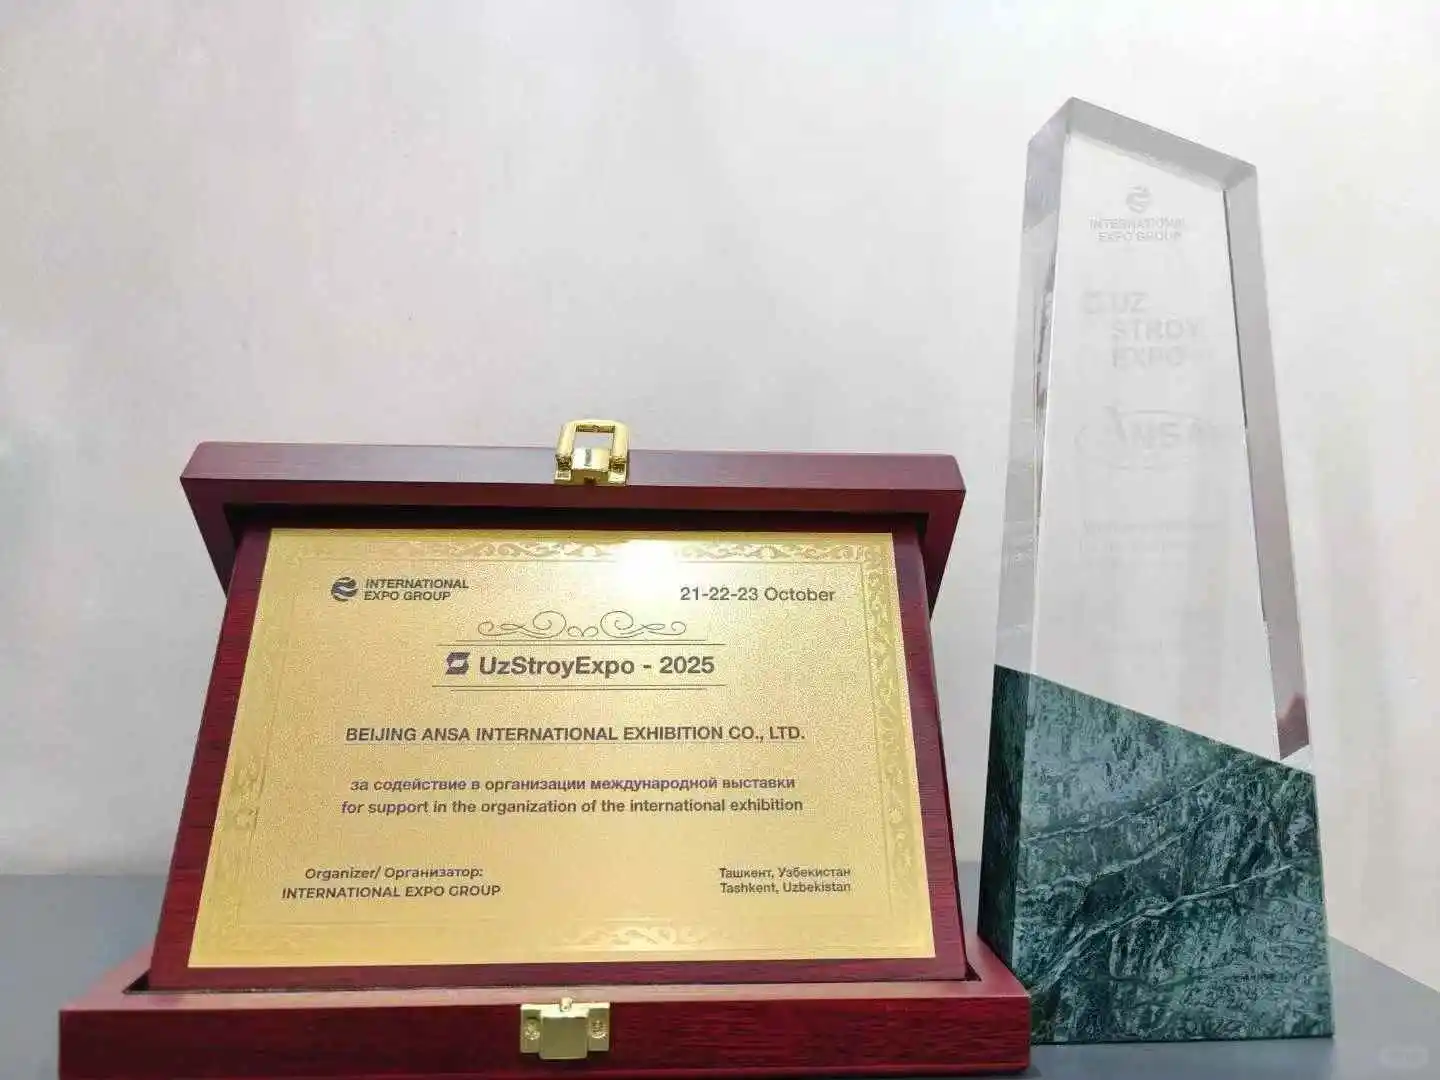 INTERNATIONAL
EXPO GROUP
21-22-23 October
UzStroyExpo - 2025
BEIJING ANSA INTERNATIONAL EXHIBITION CO., LTD.
за содействие в организации международной выставки
for support in the organization of the international exhibition
Organizer/ Организатор:
INTERNATIONAL EXPO GROUP
Ташкент, Узбекистан
Tashkent, Uzbekistan
INTERNATIONAL
EXPO GROUP
UZ
STROY
EXPO
ANSA